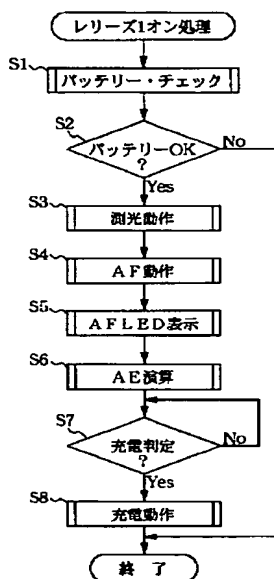 レリーズ1オン処理
S1
バッテリー・チェック
S2
バッテリーOK
?
No
Yes
S3
測光動作
S4
AF動作
S5
AFLED表示
S6
AE演算
S7
充電判定
?
No
Yes
S8
充電動作
終了